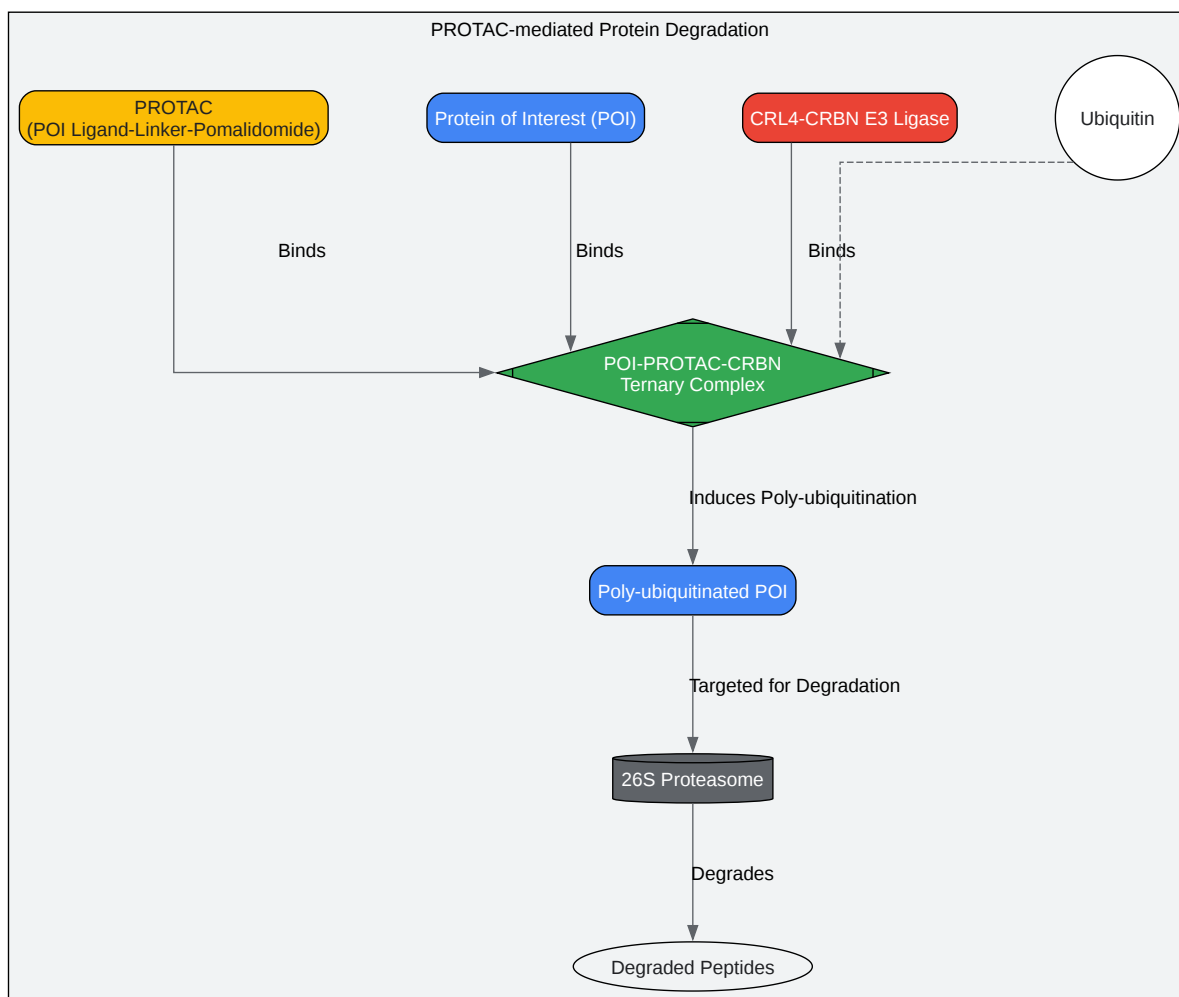 PROTAC-mediated Protein Degradation
PROTAC
(POI Ligand-Linker-Pomalidomide)
Protein of Interest (POI)
CRL4-CRBN E3 Ligase
Ubiquitin
Binds
Binds
Binds
POI-PROTAC-CRBN
Ternary Complex
Induces Poly-ubiquitination
Poly-ubiquitinated POI
Targeted for Degradation
26S Proteasome
Degrades
Degraded Peptides